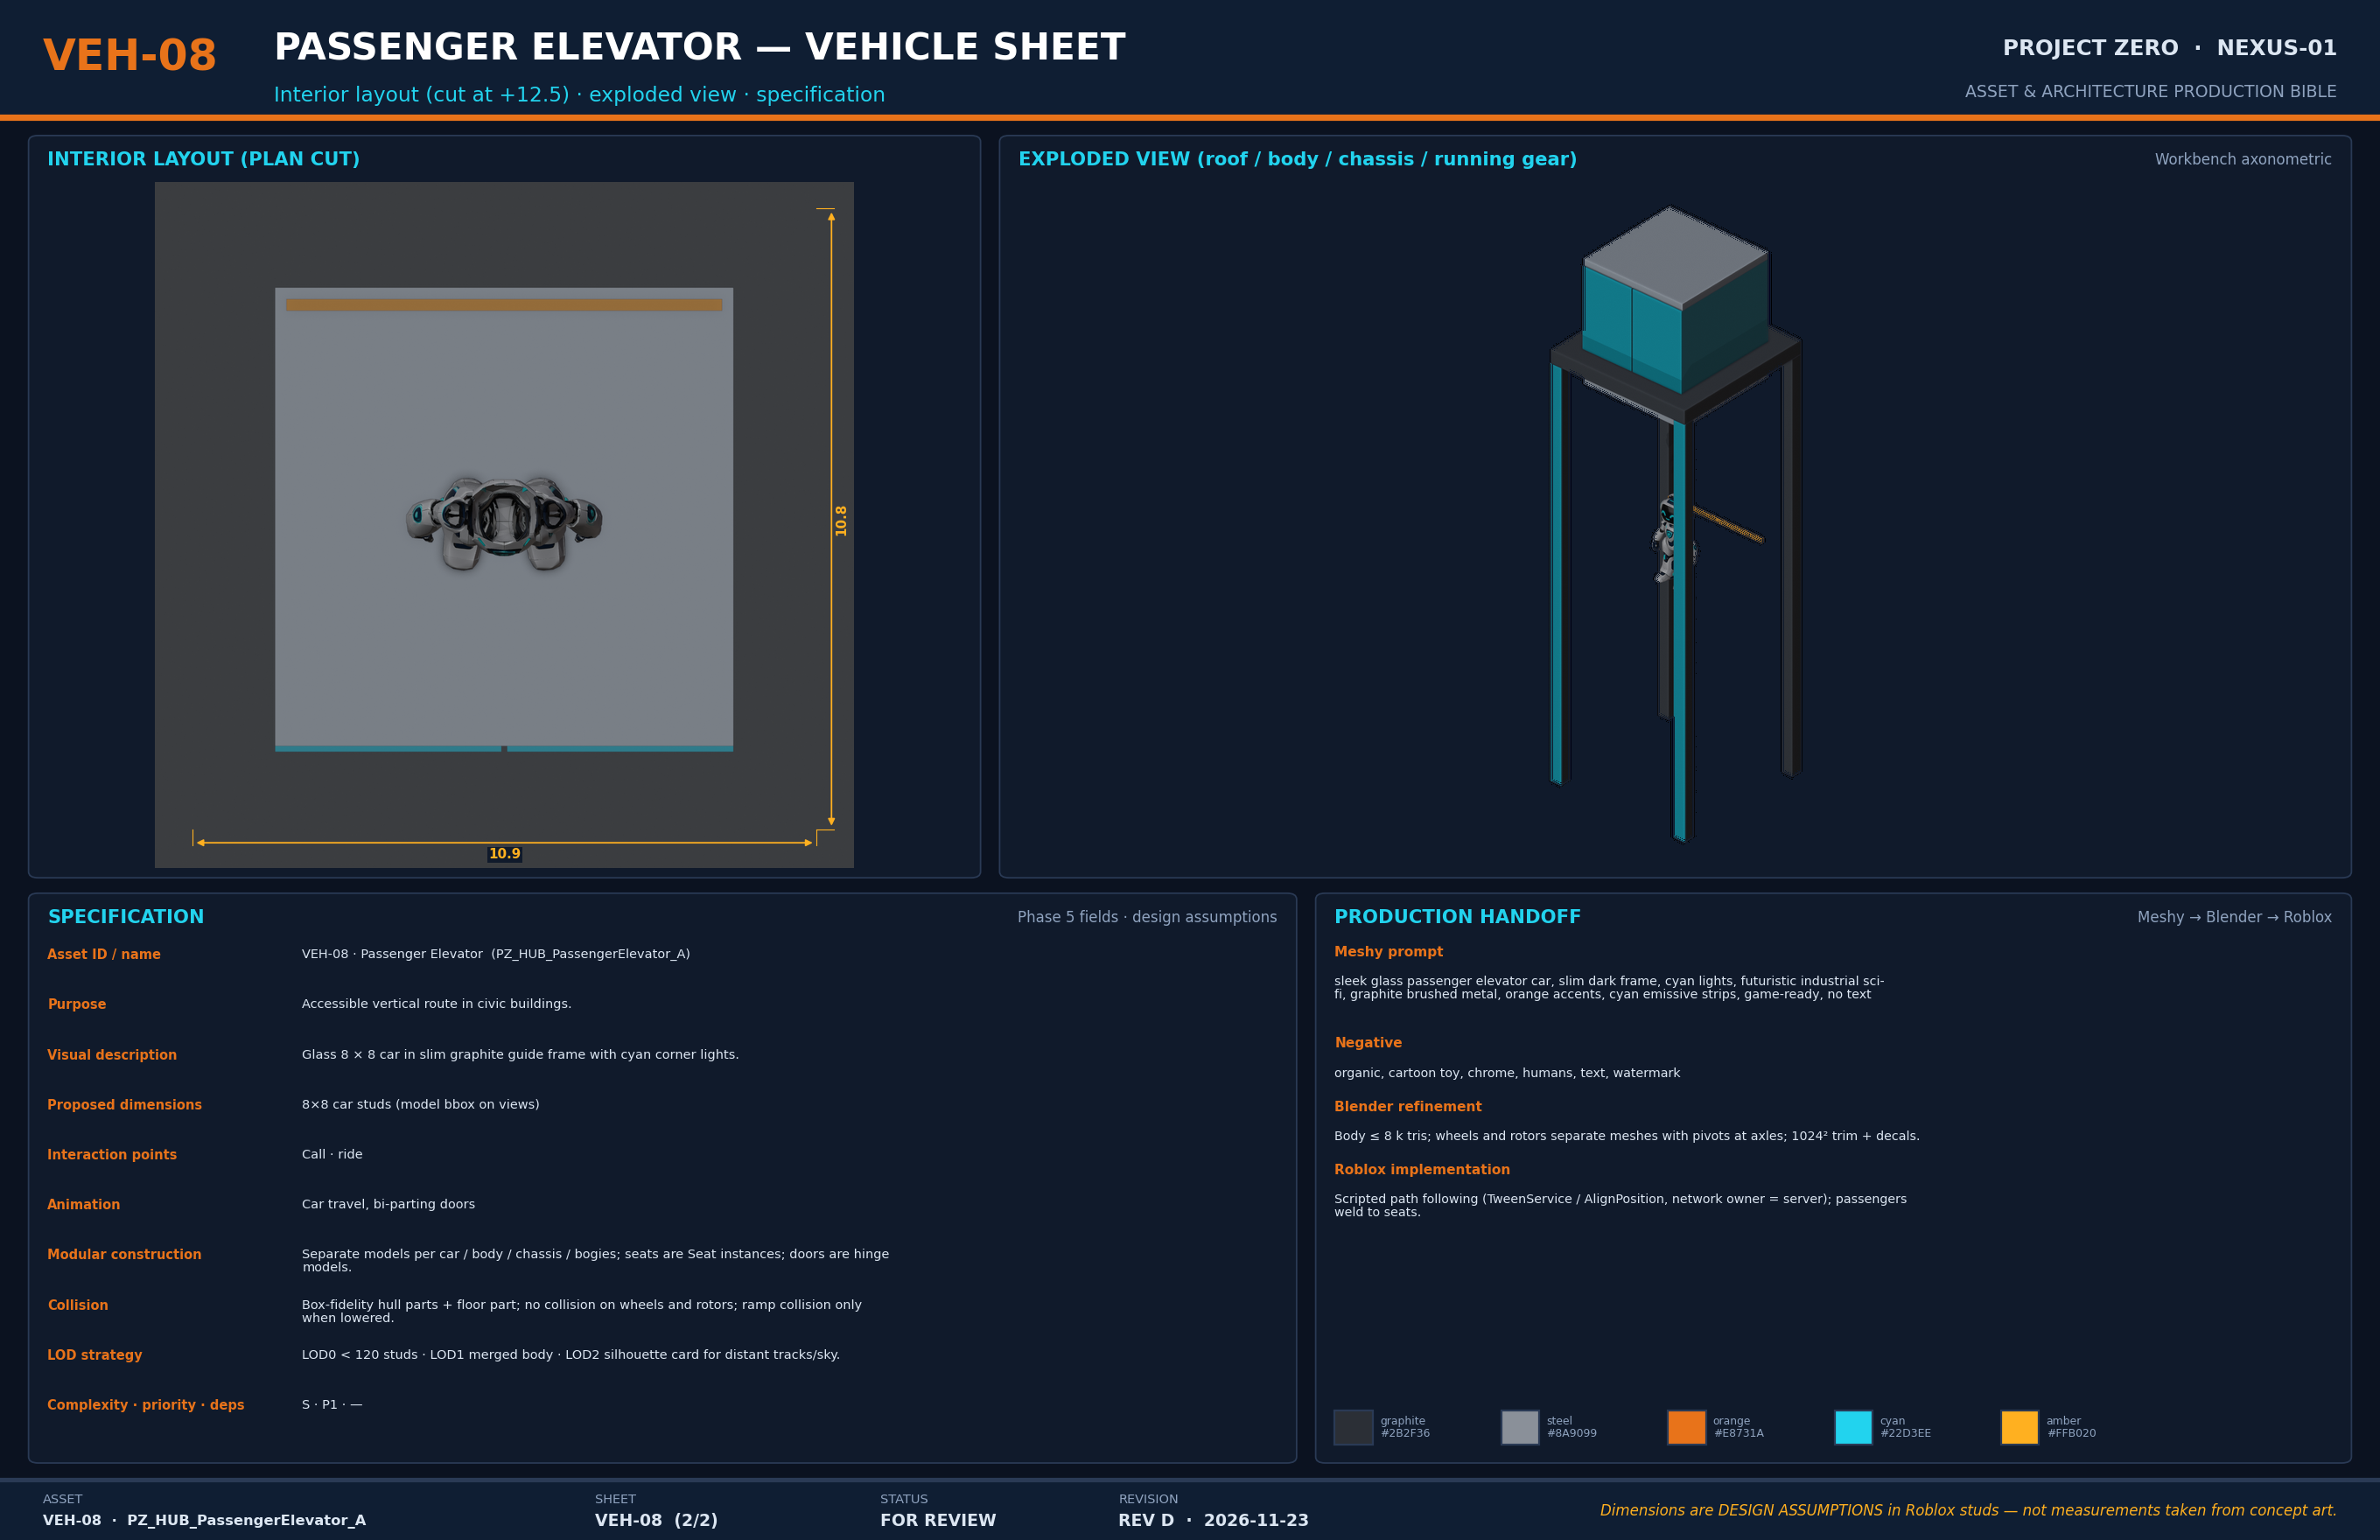 VEH-08
PASSENGER ELEVATOR — VEHICLE SHEET
Interior layout (cut at +12.5) · exploded view · specification
PROJECT ZERO · NEXUS-01
ASSET & ARCHITECTURE PRODUCTION BIBLE
INTERIOR LAYOUT (PLAN CUT)
10.8
10.9
EXPLODED VIEW (roof / body / chassis / running gear)
Workbench axonometric
SPECIFICATION
Phase 5 fields · design assumptions
Asset ID / name
VEH-08 · Passenger Elevator (PZ_HUB_PassengerElevator_A)
Purpose
Accessible vertical route in civic buildings.
Visual description
Glass 8 × 8 car in slim graphite guide frame with cyan corner lights.
Proposed dimensions
8×8 car studs (model bbox on views)
Interaction points
Call · ride
Animation
Car travel, bi-parting doors
Modular construction
Separate models per car / body / chassis / bogies; seats are Seat instances; doors are hinge
models.
Collision
Box-fidelity hull parts + floor part; no collision on wheels and rotors; ramp collision only
when lowered.
LOD strategy
LOD0 < 120 studs · LOD1 merged body · LOD2 silhouette card for distant tracks/sky.
Complexity · priority · deps
S · P1 · —
PRODUCTION HANDOFF
Meshy → Blender → Roblox
Meshy prompt
sleek glass passenger elevator car, slim dark frame, cyan lights, futuristic industrial sci-
fi, graphite brushed metal, orange accents, cyan emissive strips, game-ready, no text
Negative
organic, cartoon toy, chrome, humans, text, watermark
Blender refinement
Body ≤ 8 k tris; wheels and rotors separate meshes with pivots at axles; 1024² trim + decals.
Roblox implementation
Scripted path following (TweenService / AlignPosition, network owner = server); passengers
weld to seats.
graphite
#2B2F36
steel
#8A9099
orange
#E8731A
cyan
#22D3EE
amber
#FFB020
ASSET
VEH-08 · PZ_HUB_PassengerElevator_A
SHEET
VEH-08 (2/2)
STATUS
FOR REVIEW
REVISION
REV D · 2026-11-23
Dimensions are DESIGN ASSUMPTIONS in Roblox studs — not measurements taken from concept art.